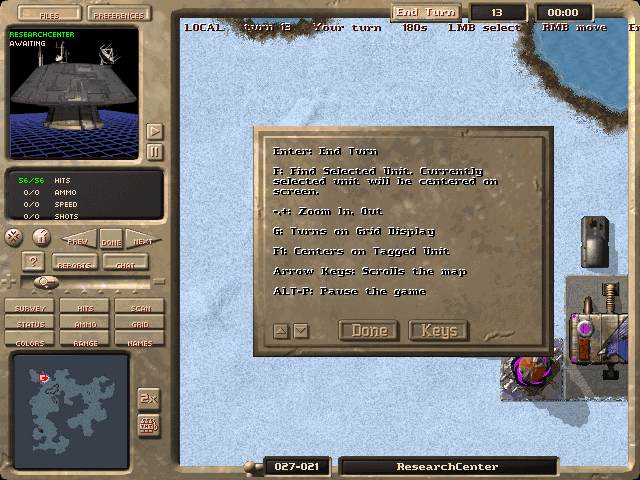 FILES
PREFERENCES
End Turn
13
00:00
LOCAL turn 13 Your turn 180s LMB select RMB move
RESEARCHCENTER
AWAITING
56/56 HITS
0/0 AMMO
0/0 SPEED
0/0 SHOTS
PREV
DONE
NEXT
?
REPORTS
CHAT
SURVEY
HITS
SCAN
STATUS
AMMO
GRID
COLORS
RANGE
NAMES
2x
Enter: End Turn
F: Find Selected Unit. Currently
selected unit will be centered on
screen.
-,+: Zoom In, Out
G: Turns on Grid Display
F1: Centers on Tagged Unit
Arrow Keys: Scrolls the map
ALT-P: Pause the game
Done
Keys
027-021
ResearchCenter